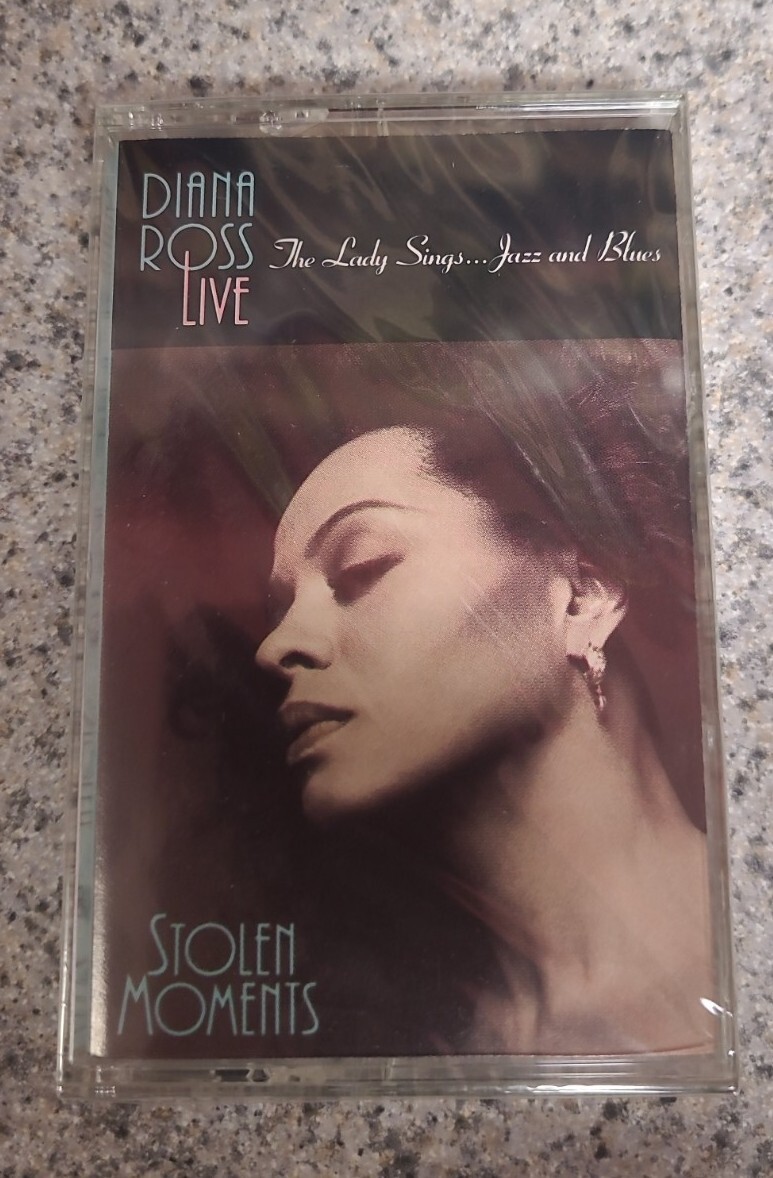 DIANA
ROSS
LIVE
The Lady Sings...Jazz and Blues
STOLEN
MOMENTS